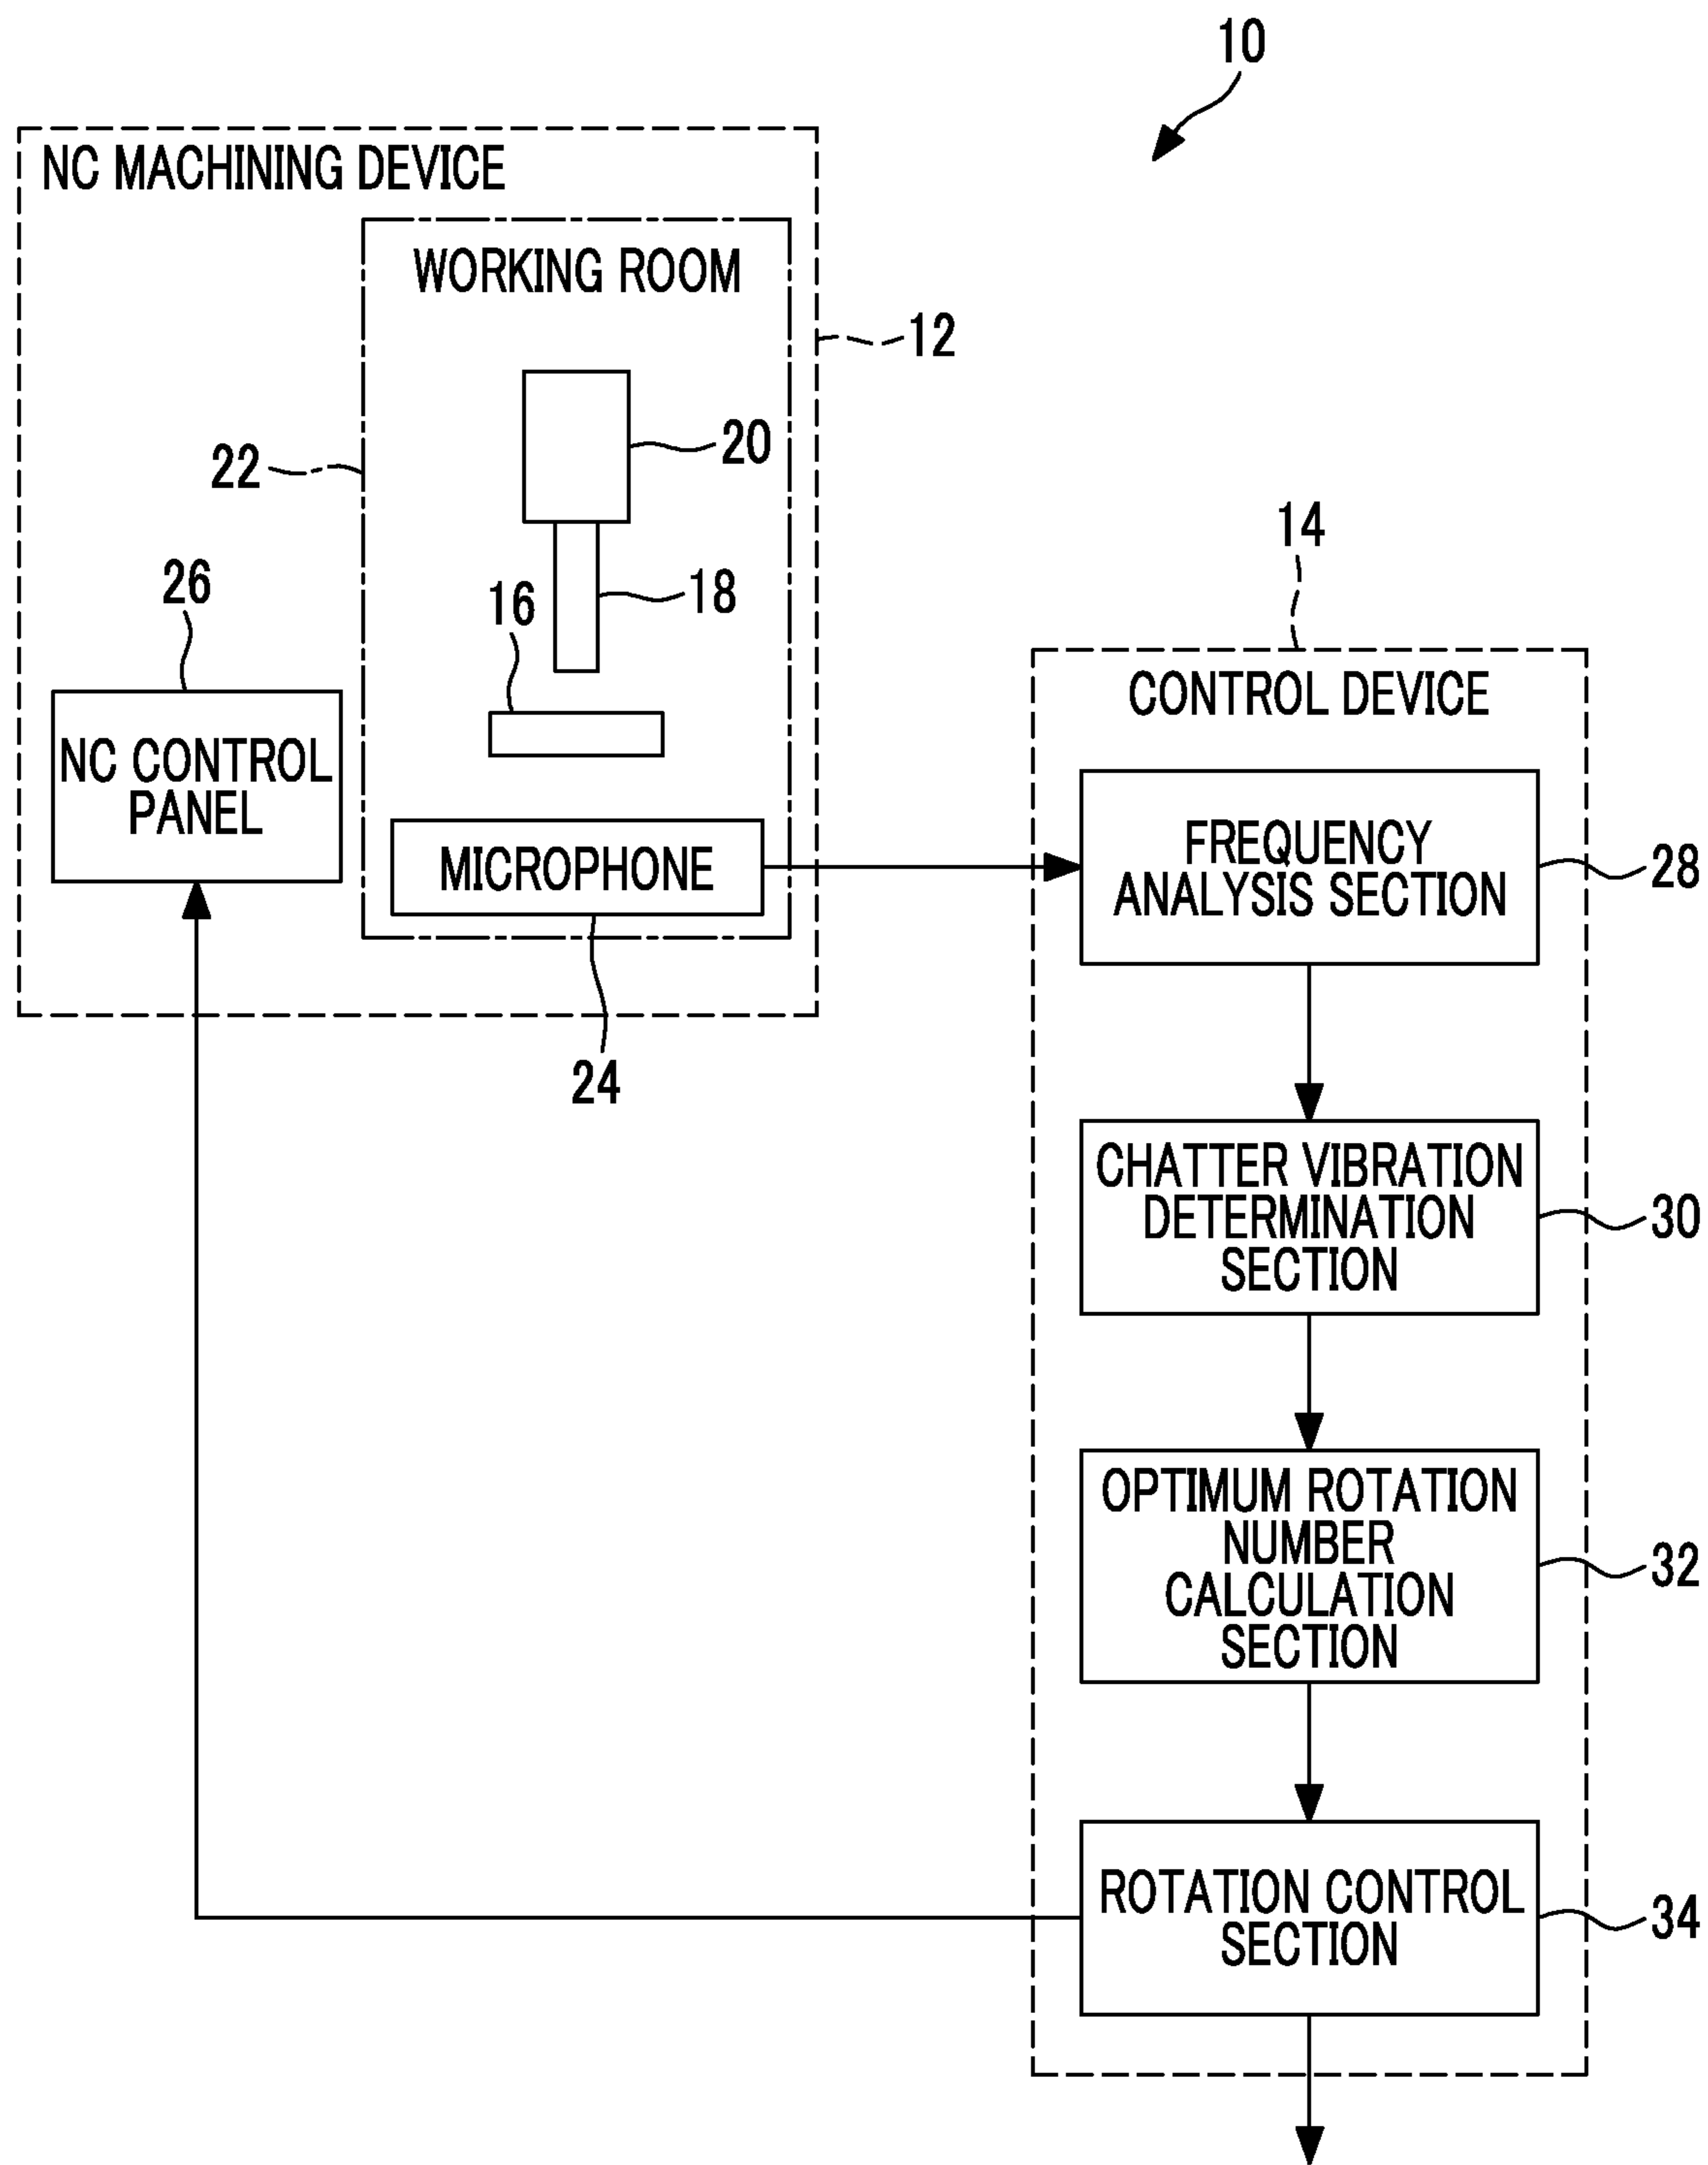 10
NC MACHINING DEVICE
WORKING ROOM
12
20
22
14
26
16
18
CONTROL DEVICE
NC CONTROL
PANEL
MICROPHONE
FREQUENCY
ANALYSIS SECTION
28
24
CHATTER VIBRATION
DETERMINATION
SECTION
30
OPTIMUM ROTATION
NUMBER
CALCULATION
SECTION
32
ROTATION CONTROL
SECTION
34